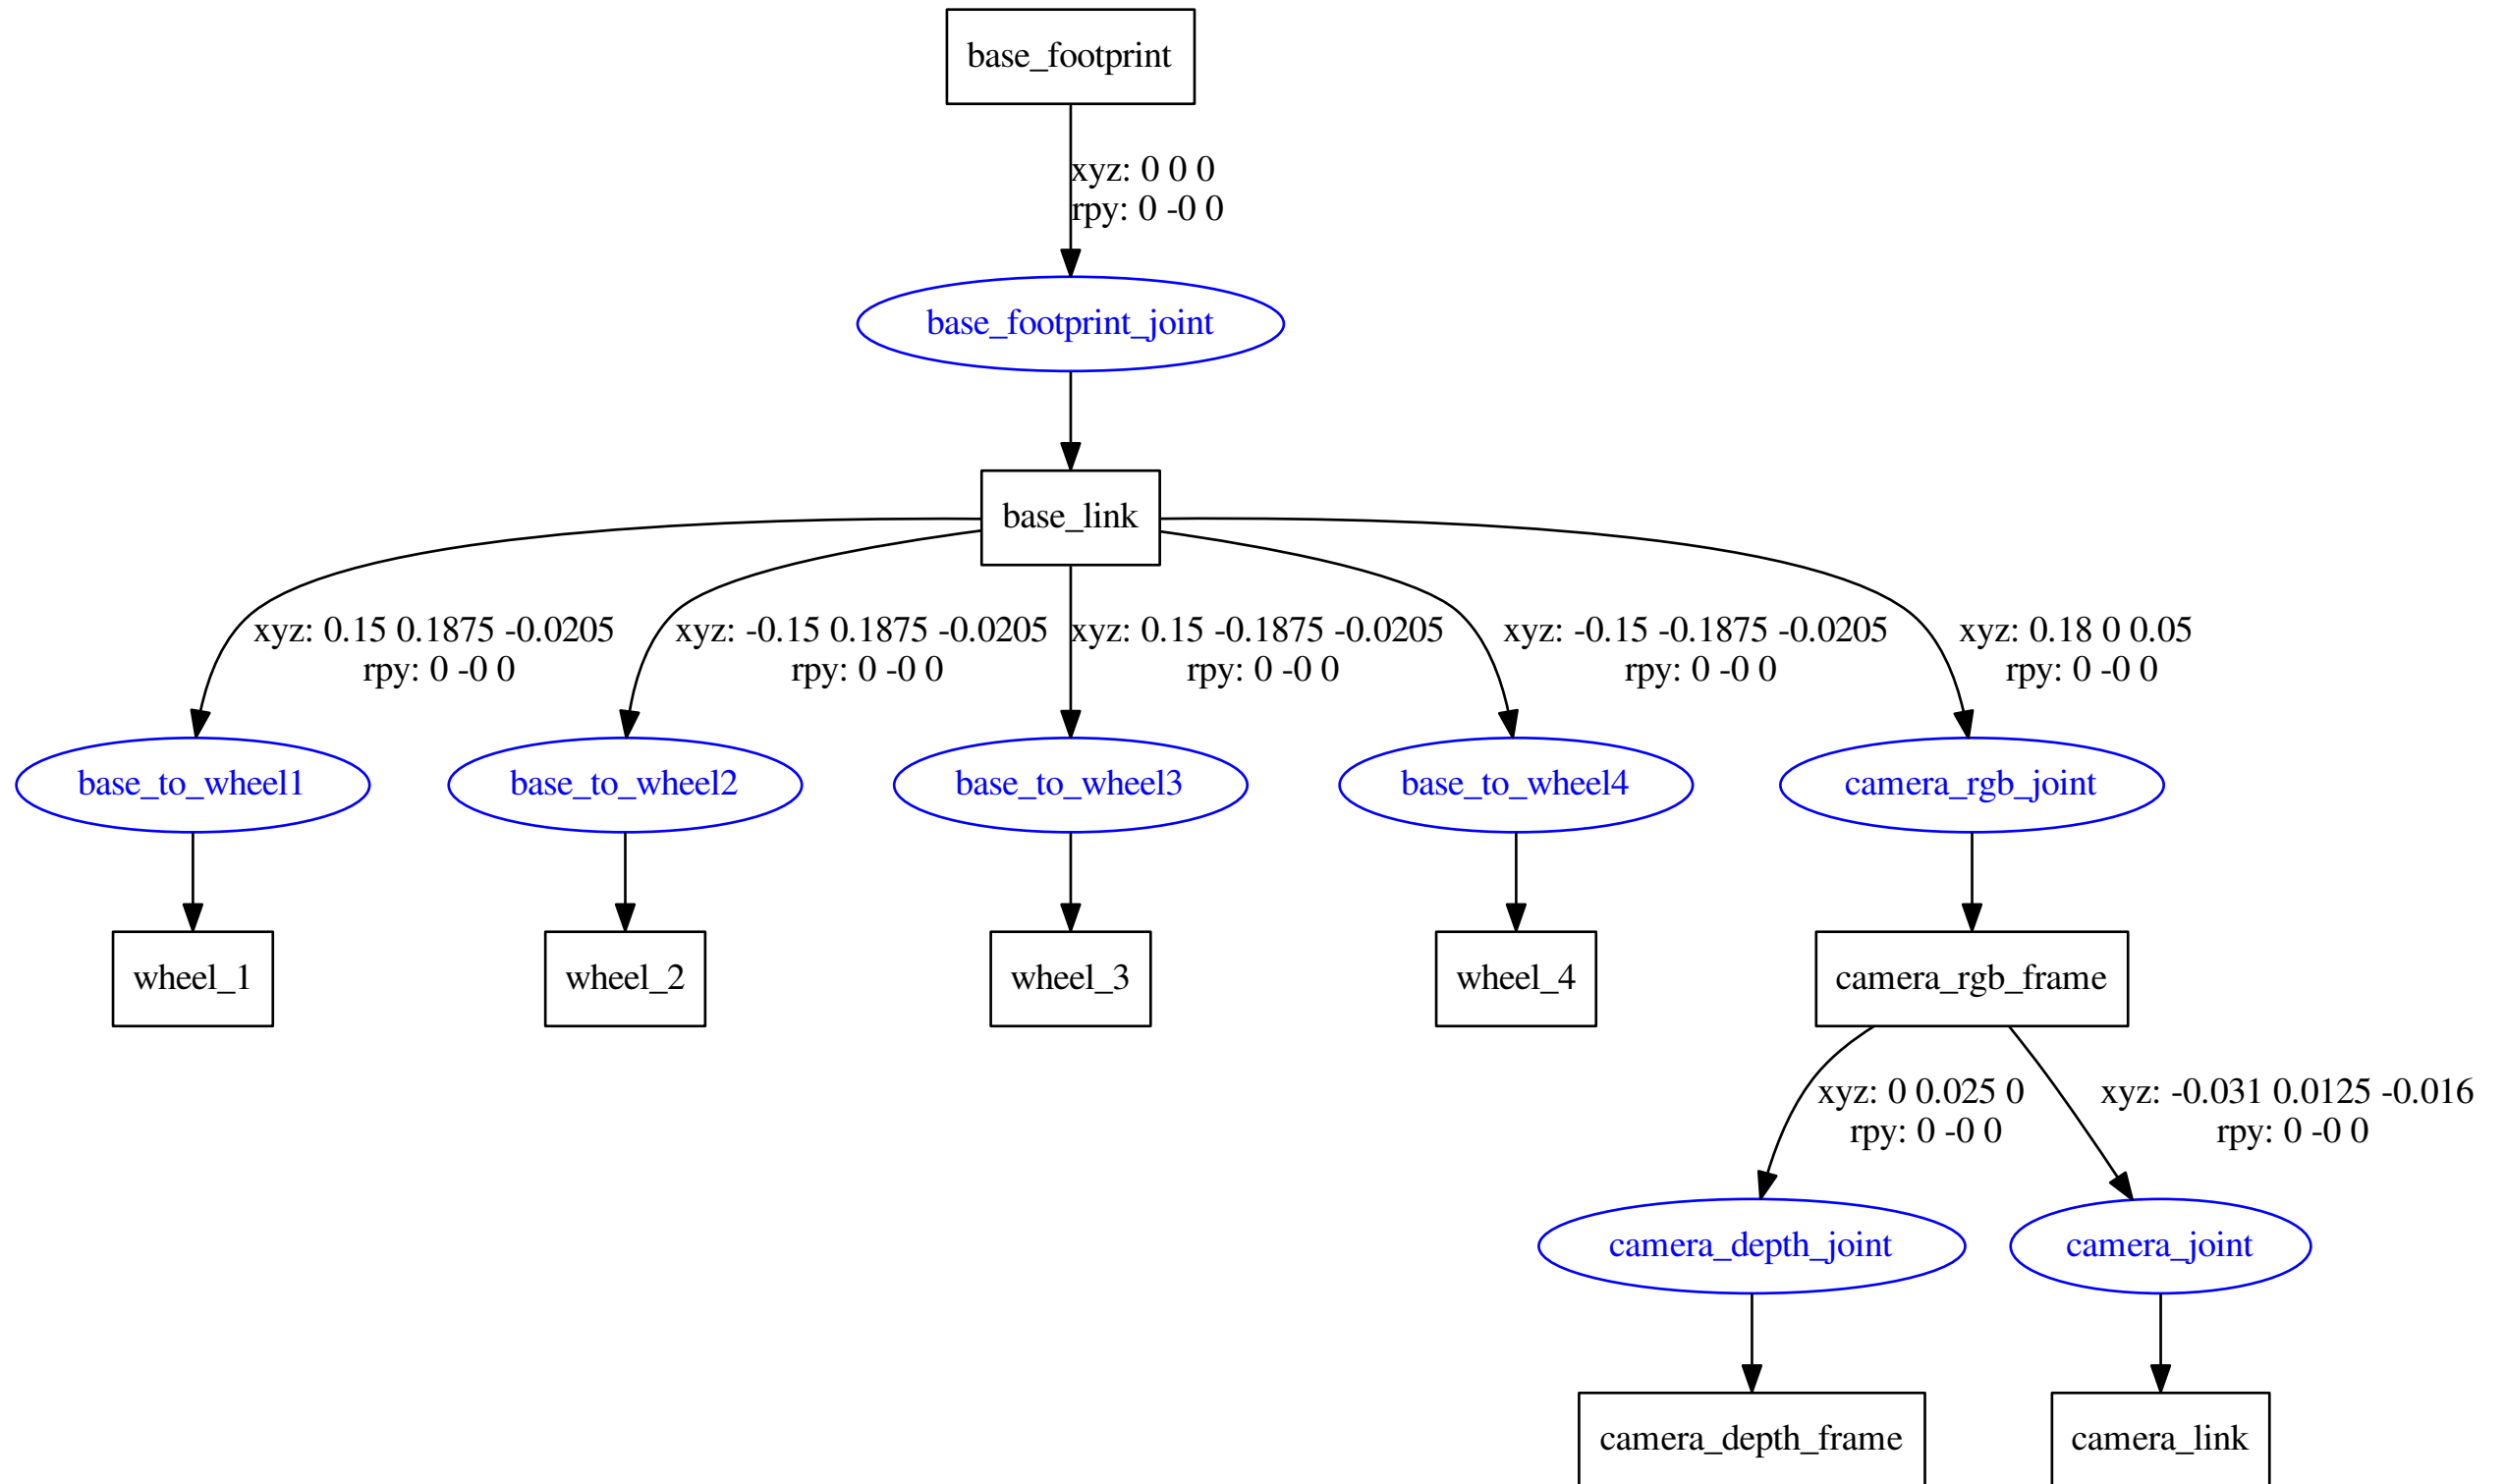 base_footprint
xyz: 0 0 0
rpy: 0 -0 0
base_footprint_joint
base_link
xyz: 0.15 0.1875 -0.0205
rpy: 0 -0 0
xyz: -0.15 0.1875 -0.0205
rpy: 0 -0 0
xyz: 0.15 -0.1875 -0.0205
rpy: 0 -0 0
xyz: -0.15 -0.1875 -0.0205
rpy: 0 -0 0
xyz: 0.18 0 0.05
rpy: 0 -0 0
base_to_wheel1
base_to_wheel2
base_to_wheel3
base_to_wheel4
camera_rgb_joint
wheel_1
wheel_2
wheel_3
wheel_4
camera_rgb_frame
xyz: 0 0.025 0
rpy: 0 -0 0
xyz: -0.031 0.0125 -0.016
rpy: 0 -0 0
camera_depth_joint
camera_joint
camera_depth_frame
camera_link